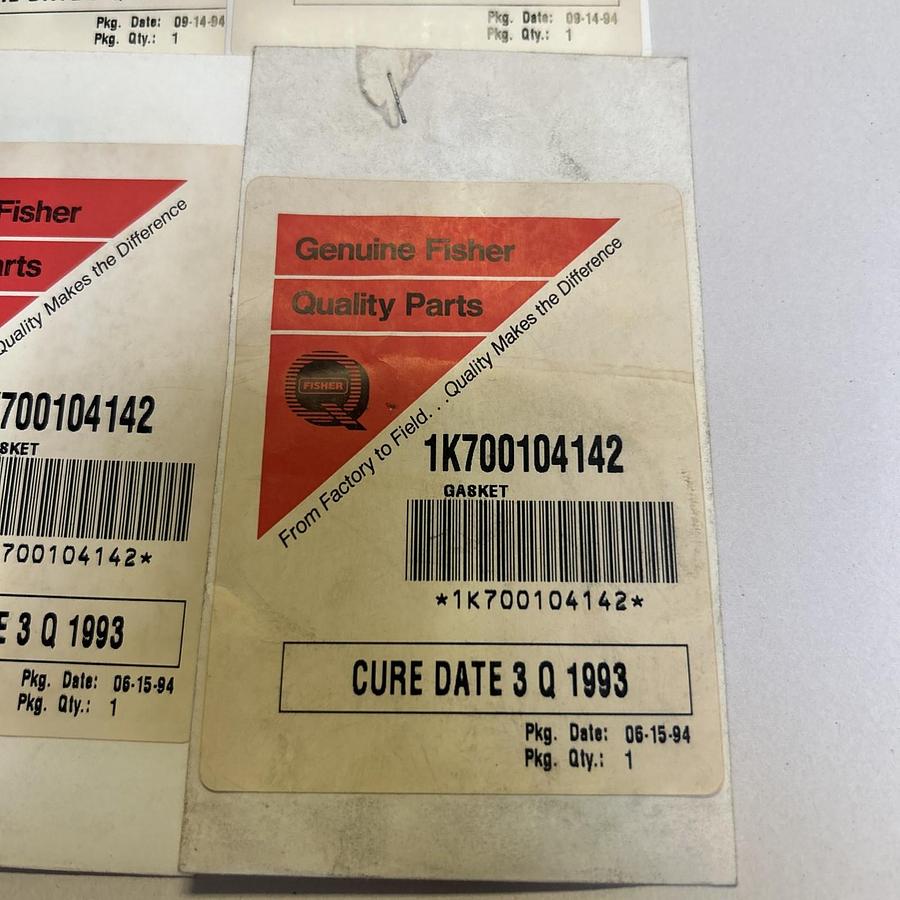 Pkg. Date: 09-14-94
Pkg. Qty.: 1
Pkg. Date: 09-14-94
Pkg. Qty.: 1
Fisher
Quality Makes the Difference
700104142
*
3 Q 1993
Pkg. Date: 06-15-94
Pkg. Qty.: 1
Genuine Fisher
Quality Parts
FISHER
From Factory to Field. . .Quality Makes the Difference
1K700104142
GASKET
*1K700104142*
CURE DATE 3 Q 1993
Pkg. Date: 06-15-94
Pkg. Qty.: 1